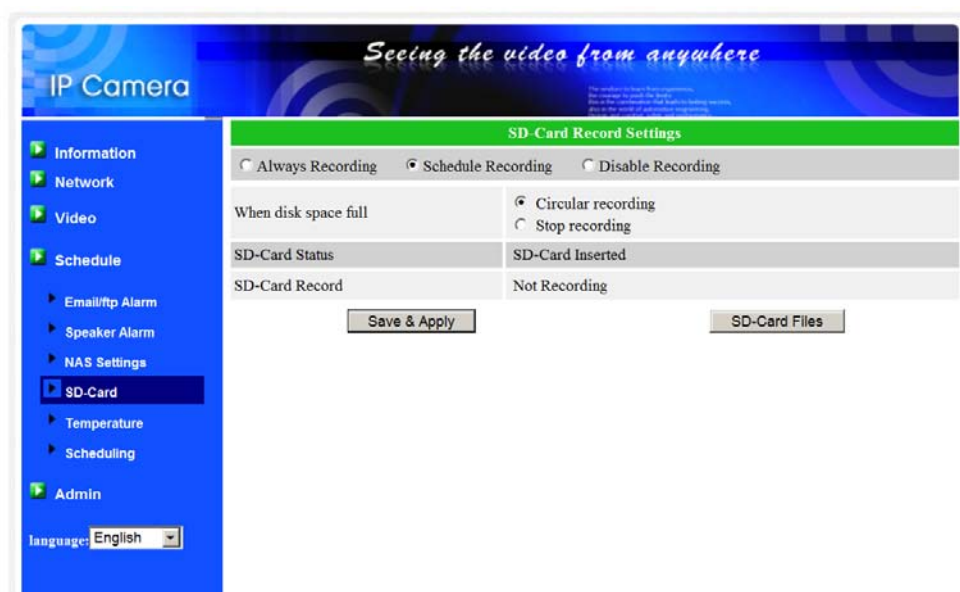 Seeing the video from anywhere
IP Camera
SD-Card Record Settings
Always Recording Schedule Recording Disable Recording
When disk space full
Circular recording
Stop recording
SD-Card Status SD-Card Inserted
SD-Card Record Not Recording
Save & Apply SD-Card Files
Information
Network
Video
Schedule
Email/ftp Alarm
Speaker Alarm
NAS Settings
SD-Card
Temperature
Scheduling
Admin
language: English